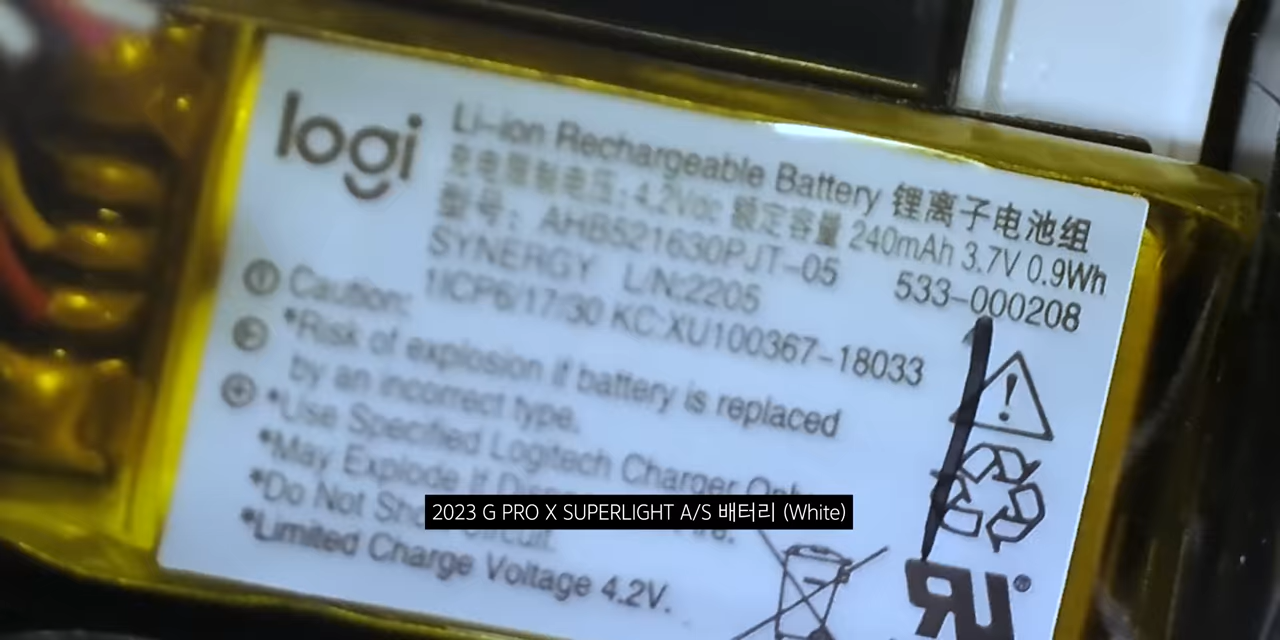 logi
Li-ion Rechargeable Battery 锂离子电池组
充电限制电压: 4.2Vdc 额定容量 240mAh 3.7V 0.9Wh
型号: AHB521630PJT-05 533-000208
SYNERGY L/N:2205
1ICP6/17/30 KC:XU100367-18033
Caution:
*Risk of explosion if battery is replaced
by an incorrect type.
*Use Specified Logitech Charger Only
*May Explode If
*Do Not Circuit.
*Limited Charge Voltage 4.2V.
2023 G PRO X SUPERLIGHT A/S 배터리 (White)